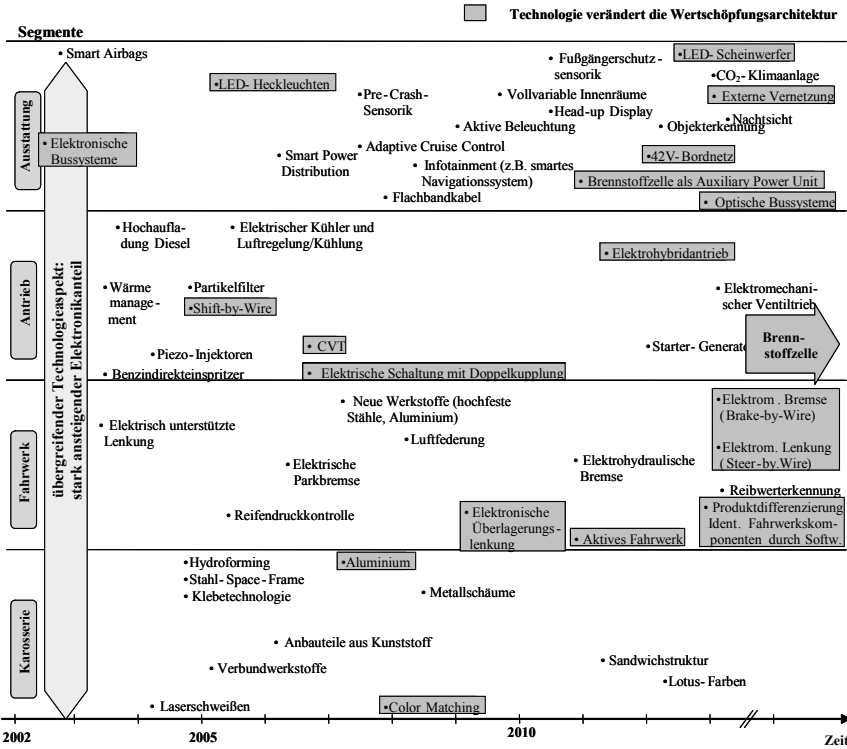 Technologie verändert die Wertschöpfungsarchitektur
Segmente
Ausstattung
• Smart Airbags
• Elektronische
Bussysteme
• LED- Heckleuchten
• Pre - Crash-
Sensorik
• Smart Power
Distribution
• Adaptive Cruise Control
• Infotainment (z.B. smartes
Navigationssystem)
• Flachbandkabel
• Aktive Beleuchtung
• Vollvariable Innenräume
• Head-up Display
• Fußgängerschutz-
sensorik
• LED- Scheinwerfer
• CO2- Klimaanlage
• Externe Vernetzung
• Nachtsicht
• Objekterkennung
• 42V-Bordnetz
• Brennstoffzelle als Auxiliary Power Unit
• Optische Bussysteme
übergreifender Technologieaspekt:
stark ansteigender Elektronikanteil
Antrieb
• Hochaufla-
dung Diesel
• Elektrischer Kühler und
Luftregelung/Kühlung
• Wärme
manage -
ment
• Partikelfilter
• Shift-by-Wire
• Piezo- Injektoren
• Benzindirekteinspritzer
• CVT
• Elektrische Schaltung mit Doppelkupplung
• Elektrohybridantrieb
• Elektromechani-
scher Ventiltrieb
• Starter- Generato
Brenn-
stoffzelle
Fahrwerk
• Elektrisch unterstützte
Lenkung
• Neue Werkstoffe (hochfeste
Stähle, Aluminium)
• Luftfederung
• Elektrische
Parkbremse
• Reifendruckkontrolle
• Elektronische
Überlagerungs -
lenkung
• Elektrohydraulische
Bremse
• Aktives Fahrwerk
• Elektrom . Bremse
(Brake-by-Wire)
• Elektrom. Lenkung
(Steer-by.Wire)
• Reibwerterkennung
• Produktdifferenzierung
Ident. Fahrwerkskom-
ponenten durch Softw.
Karosserie
• Hydroforming
• Stahl- Space - Frame
• Klebetechnologie
• Aluminium
• Metallschäume
• Anbauteile aus Kunststoff
• Verbundwerkstoffe
• Laserschweißen
• Color Matching
• Sandwichstruktur
• Lotus- Farben
2002
2005
2010
Zeit